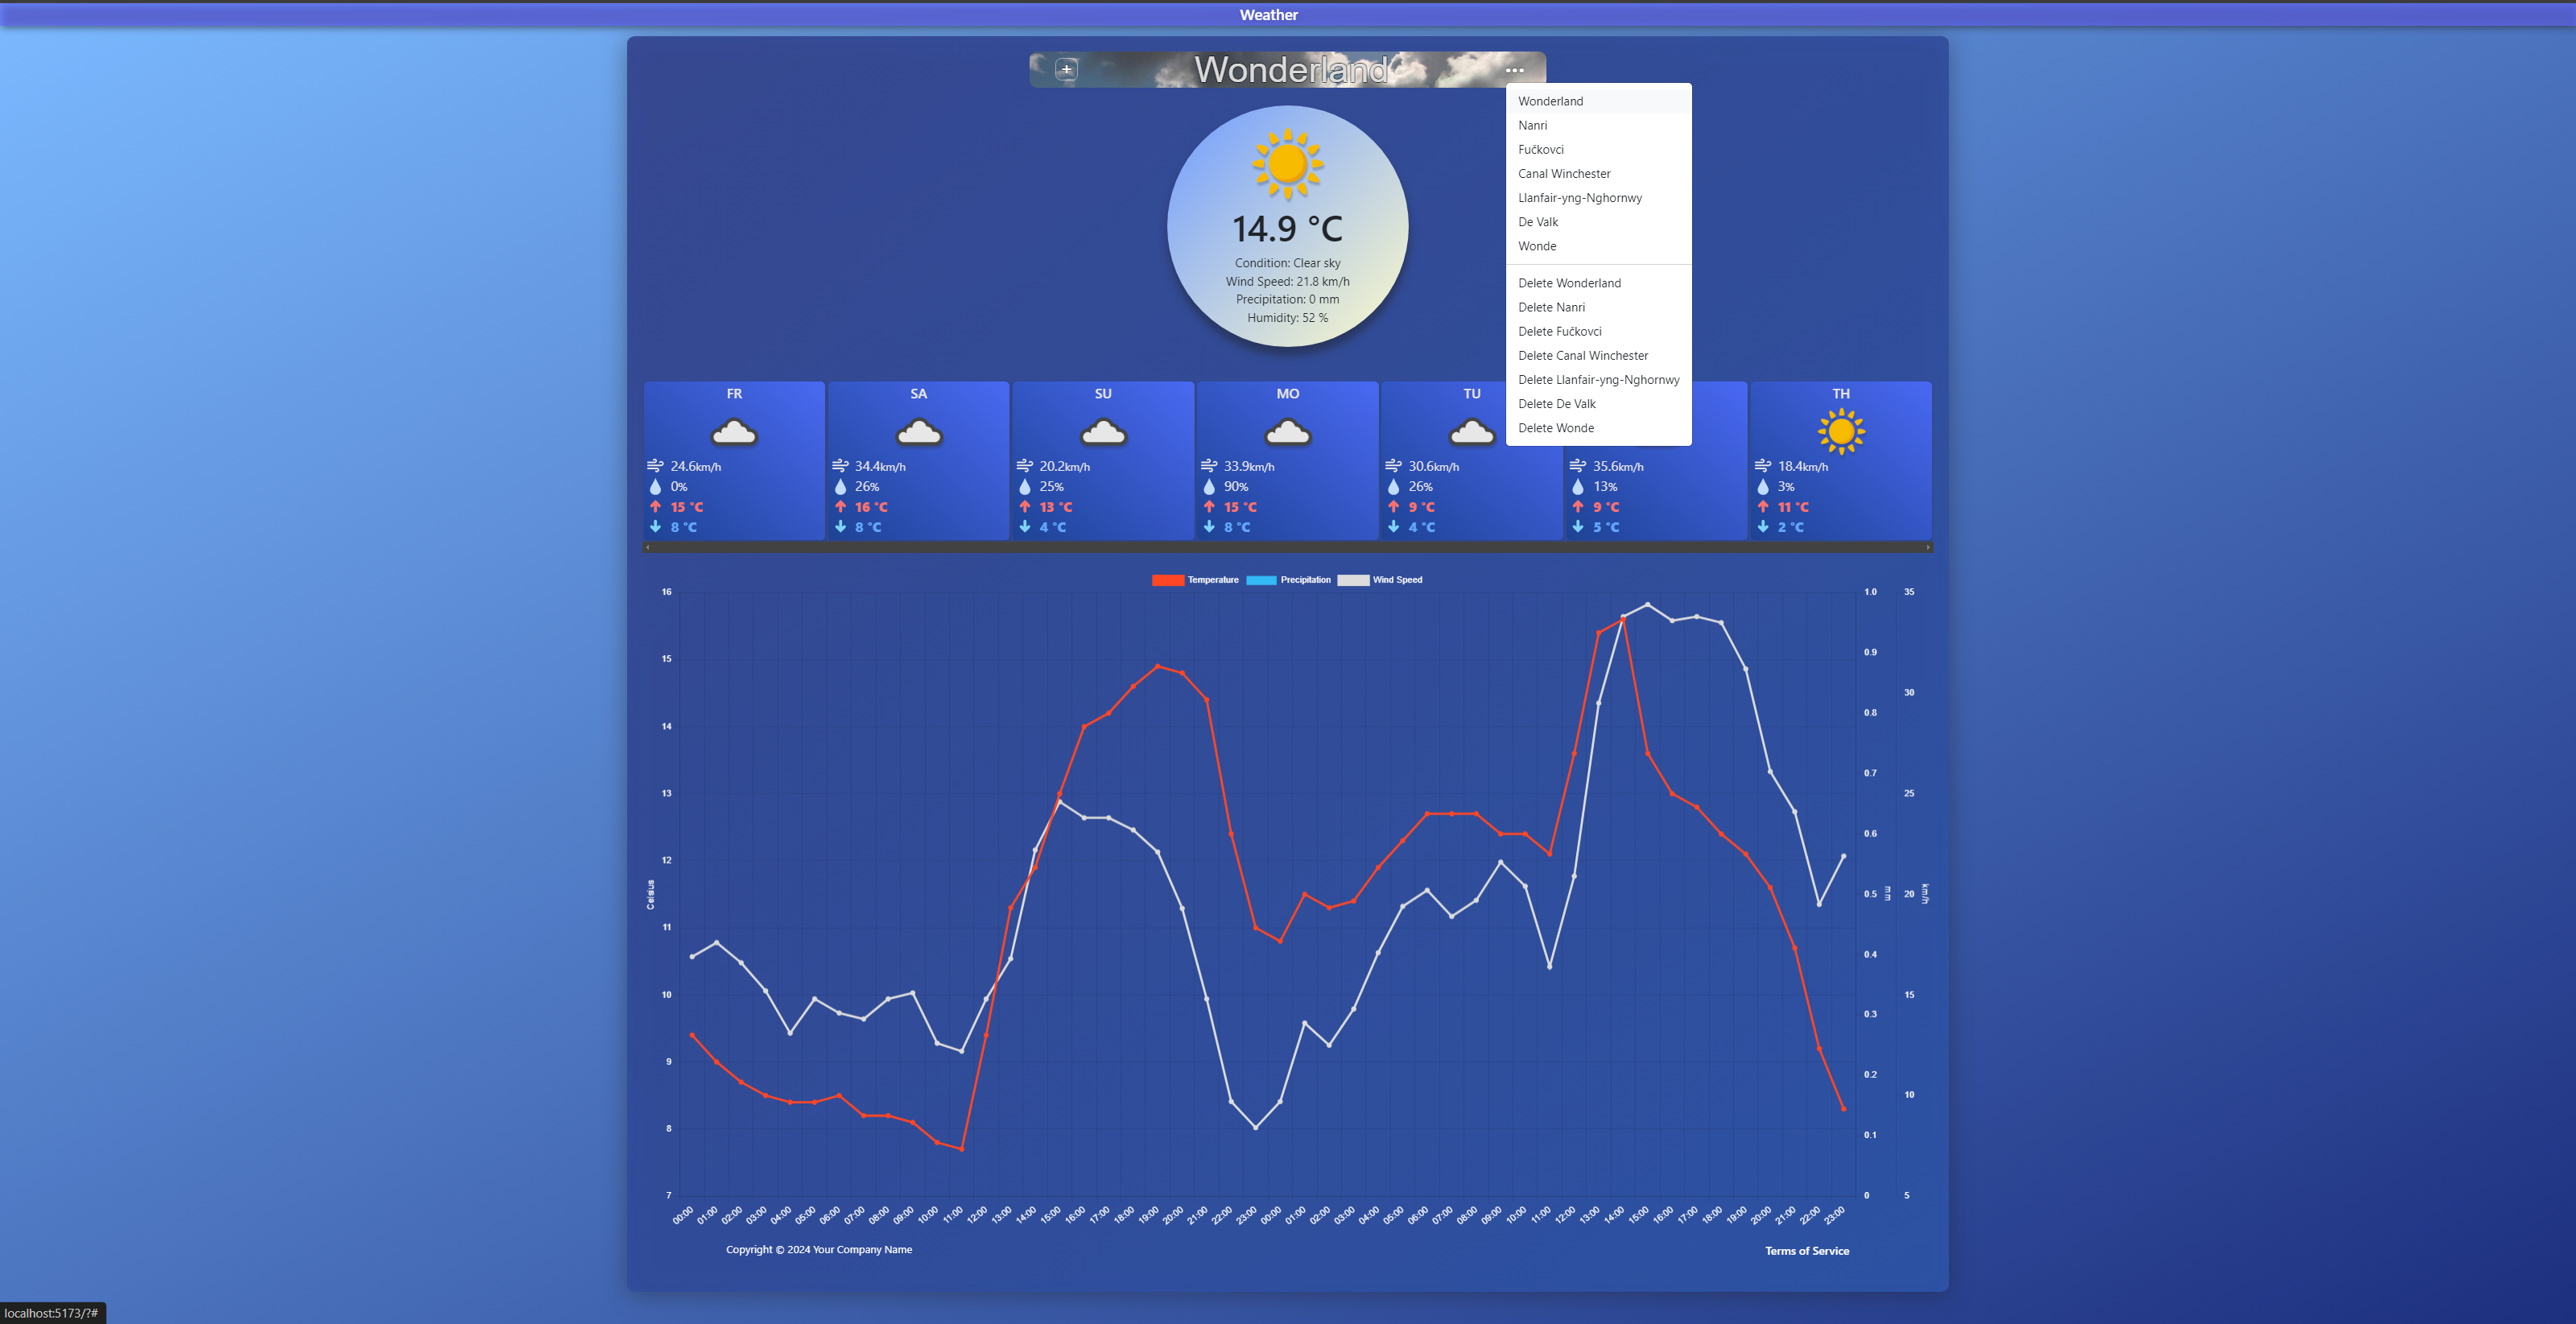 Weather
+ Wonderland ...
Wonderland
Nanri
Fučkovci
Canal Winchester
Llanfair-yng-Nghornwy
De Valk
Wonde
Delete Wonderland
Delete Nanri
Delete Fučkovci
Delete Canal Winchester
Delete Llanfair-yng-Nghornwy
Delete De Valk
Delete Wonde
14.9 °C
Condition: Clear sky
Wind Speed: 21.8 km/h
Precipitation: 0 mm
Humidity: 52 %
FR
24.6km/h
0%
15 °C
8 °C
SA
34.4km/h
26%
16 °C
8 °C
SU
20.2km/h
25%
13 °C
4 °C
MO
33.9km/h
90%
15 °C
8 °C
TU
30.6km/h
26%
9 °C
4 °C
35.6km/h
13%
9 °C
5 °C
TH
18.4km/h
3%
11 °C
2 °C
Temperature Precipitation Wind Speed
16
15
14
13
12
11
10
9
8
7
Celsius
1.0
0.9
0.8
0.7
0.6
0.5
0.4
0.3
0.2
0.1
0
mm
35
30
25
20
15
10
5
km/h
00:00 01:00 02:00 03:00 04:00 05:00 06:00 07:00 08:00 09:00 10:00 11:00 12:00 13:00 14:00 15:00 16:00 17:00 18:00 19:00 20:00 21:00 22:00 23:00 00:00 01:00 02:00 03:00 04:00 05:00 06:00 07:00 08:00 09:00 10:00 11:00 12:00 13:00 14:00 15:00 16:00 17:00 18:00 19:00 20:00 21:00 22:00 23:00
Copyright © 2024 Your Company Name
Terms of Service
localhost:5173/?#